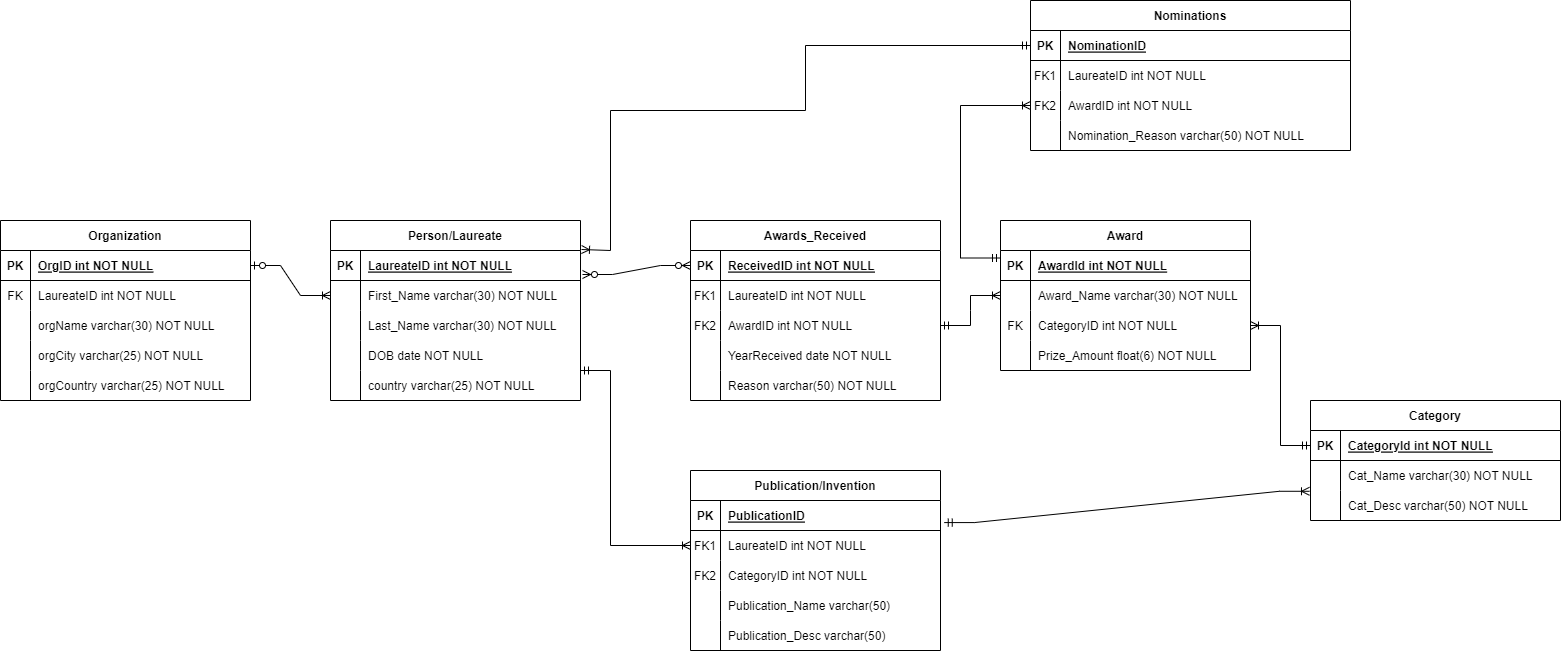 Nominations
PK NominationID
FK1 LaureateID int NOT NULL
FK2 AwardID int NOT NULL
Nomination_Reason varchar(50) NOT NULL
Organization
PK OrgID int NOT NULL
FK LaureateID int NOT NULL
orgName varchar(30) NOT NULL
orgCity varchar(25) NOT NULL
orgCountry varchar(25) NOT NULL
Person/Laureate
PK LaureateID int NOT NULL
First_Name varchar(30) NOT NULL
Last_Name varchar(30) NOT NULL
DOB date NOT NULL
country varchar(25) NOT NULL
Awards_Received
PK ReceivedID int NOT NULL
FK1 LaureateID int NOT NULL
FK2 AwardID int NOT NULL
YearReceived date NOT NULL
Reason varchar(50) NOT NULL
Award
PK AwardId int NOT NULL
Award_Name varchar(30) NOT NULL
FK CategoryID int NOT NULL
Prize_Amount float(6) NOT NULL
Category
PK CategoryId int NOT NULL
Cat_Name varchar(30) NOT NULL
Cat_Desc varchar(50) NOT NULL
Publication/Invention
PK PublicationID
FK1 LaureateID int NOT NULL
FK2 CategoryID int NOT NULL
Publication_Name varchar(50)
Publication_Desc varchar(50)